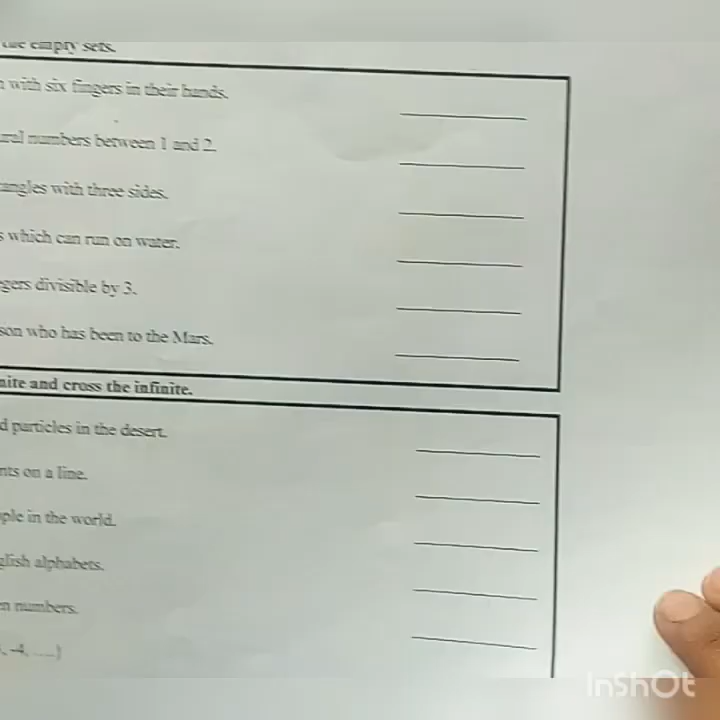 the empty sets.
with six fingers in their hands.
ural numbers between 1 and 2.
angles with three sides.
s which can run on water.
gers divisible by 3.
son who has been to the Mars.
nite and cross the infinite.
d particles in the desert.
nts on a line.
ple in the world.
glish alphabets.
en numbers.
, -4, .....}
InShOt